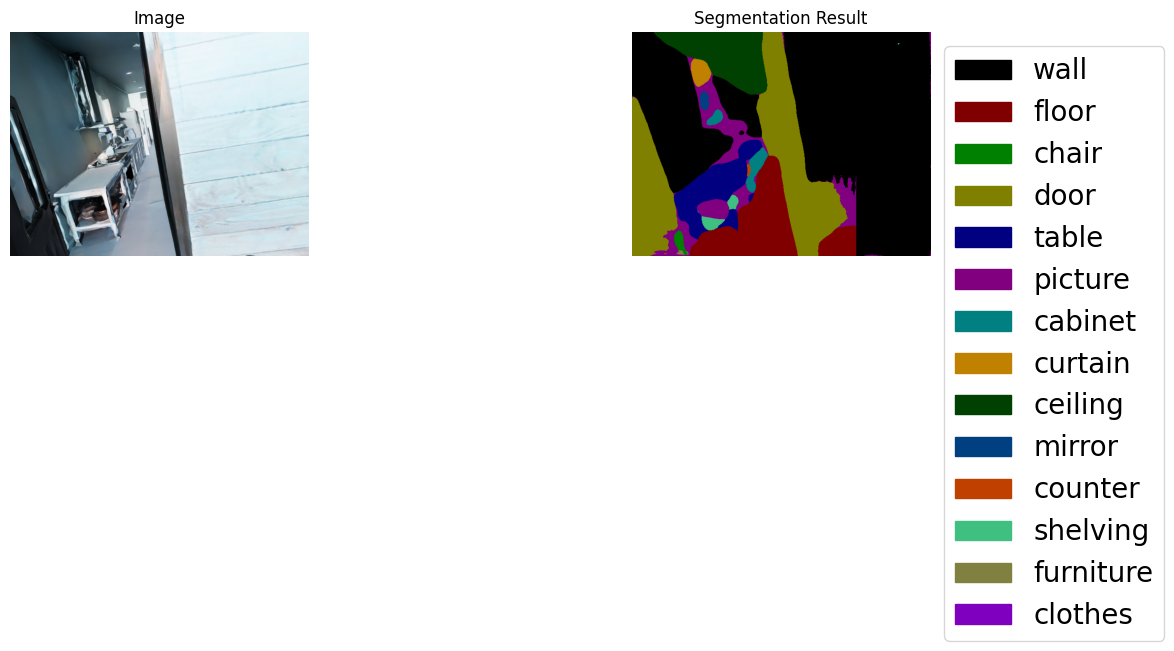 Image
Segmentation Result
wall
floor
chair
door
table
picture
cabinet
curtain
ceiling
mirror
counter
shelving
furniture
clothes